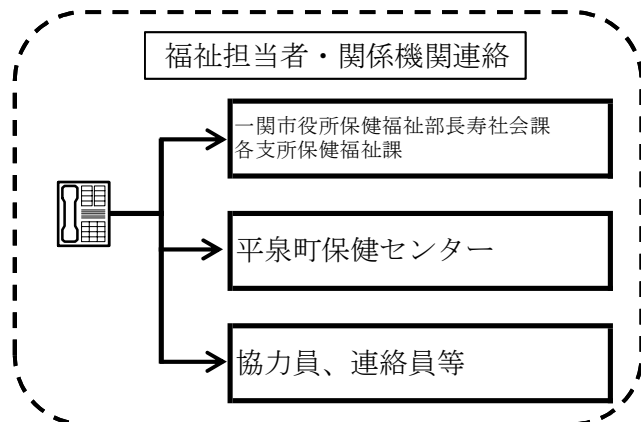 福祉担当者・関係機関連絡
一関市役所保健福祉部長寿社会課
各支所保健福祉課
平泉町保健センター
協力員、連絡員等